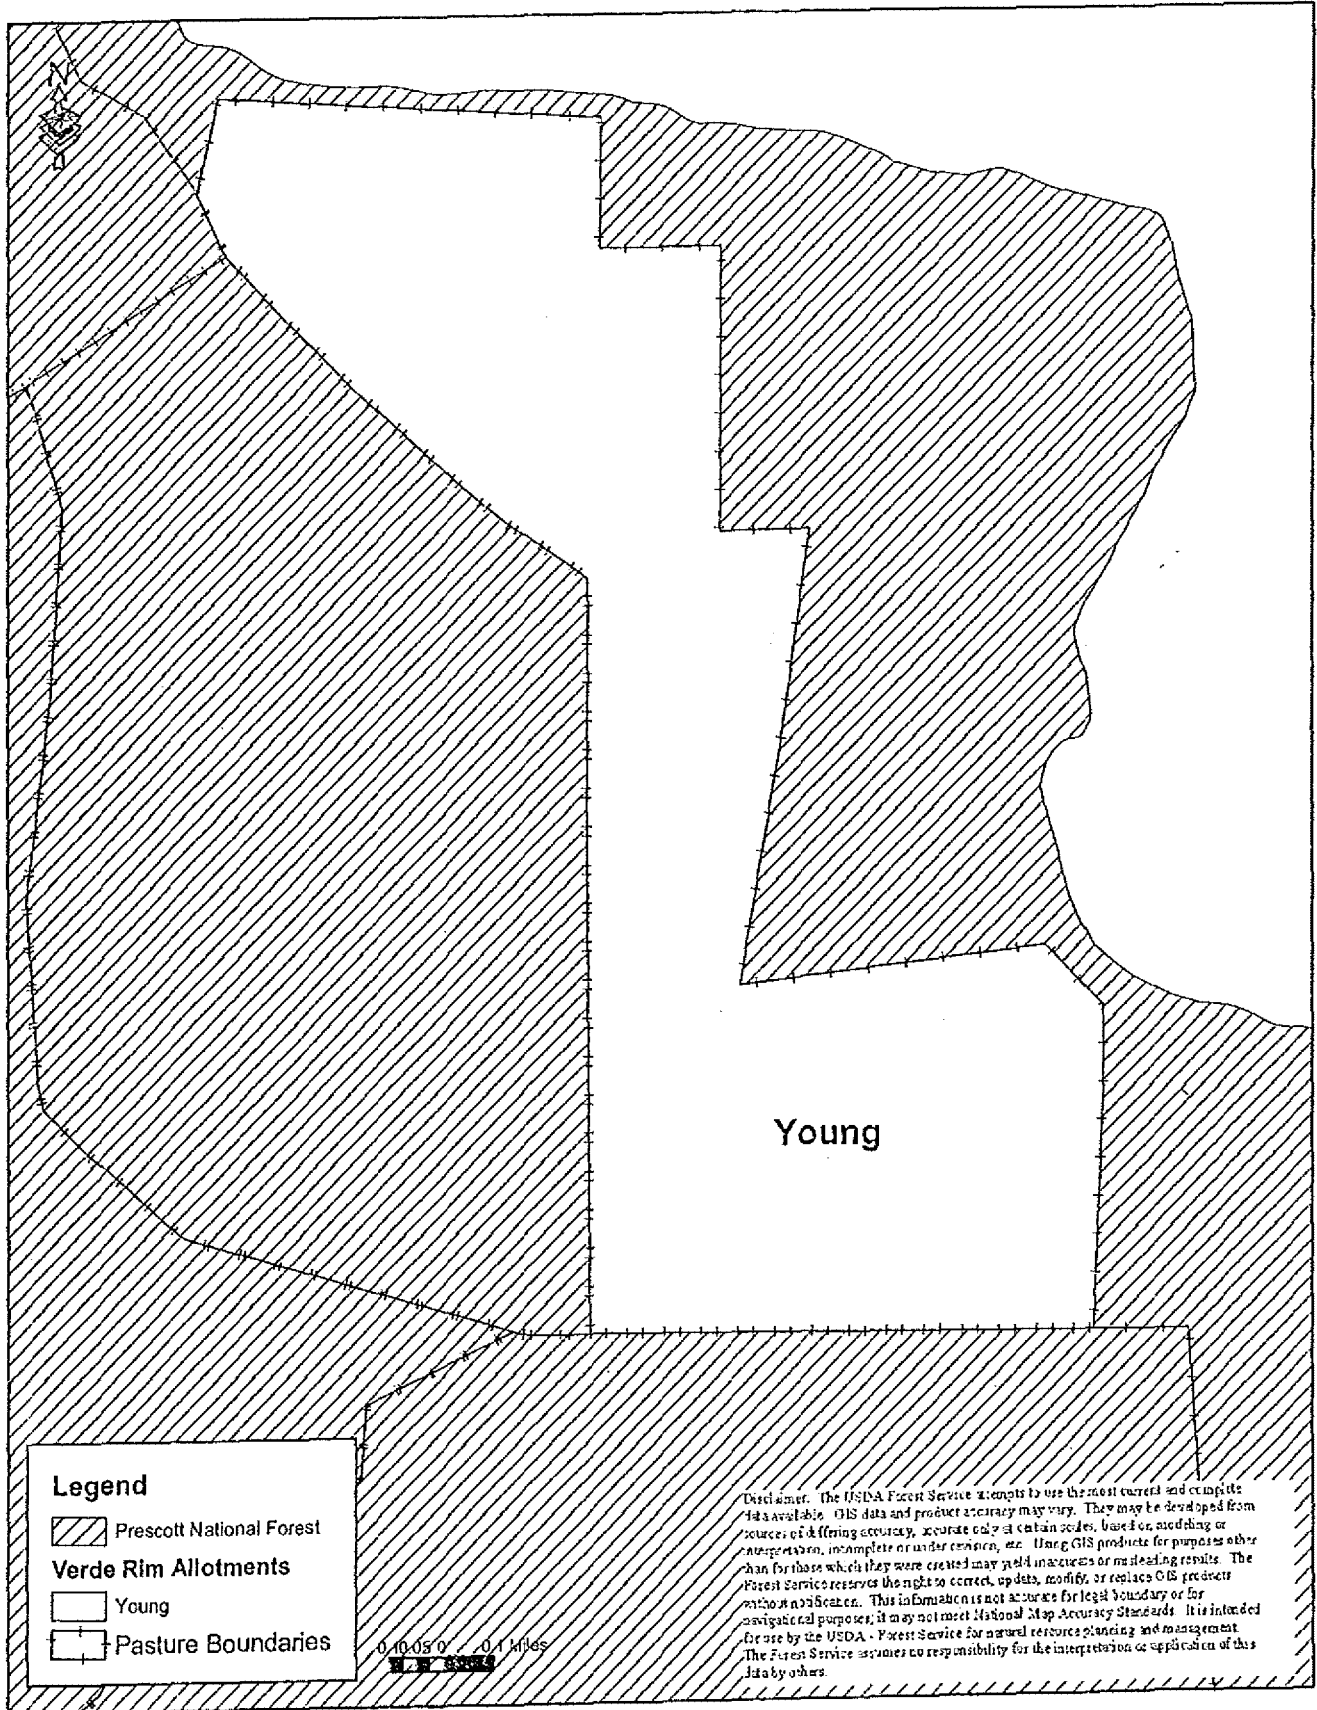 N
Young
Legend
Prescott National Forest
Verde Rim Allotments
Young
Pasture Boundaries
0.1 0.05 0 0.1 Miles
Disclaimer: The USDA Forest Service attempts to use the most current and complete
data available. GIS data and product accuracy may vary. They may be developed from
sources of differing accuracy, accurate only at certain scales, based on modeling or
interpretation, incomplete or under revision, etc. Using GIS products for purposes other
than for those which they were created may yield inaccurate or misleading results. The
Forest Service reserves the right to correct, update, modify, or replace GIS products
without notification. This information is not accurate for legal boundary or for
navigational purposes; it may not meet National Map Accuracy Standards. It is intended
for use by the USDA - Forest Service for natural resource planning and management.
The Forest Service assumes no responsibility for the interpretation or application of this
data by others.